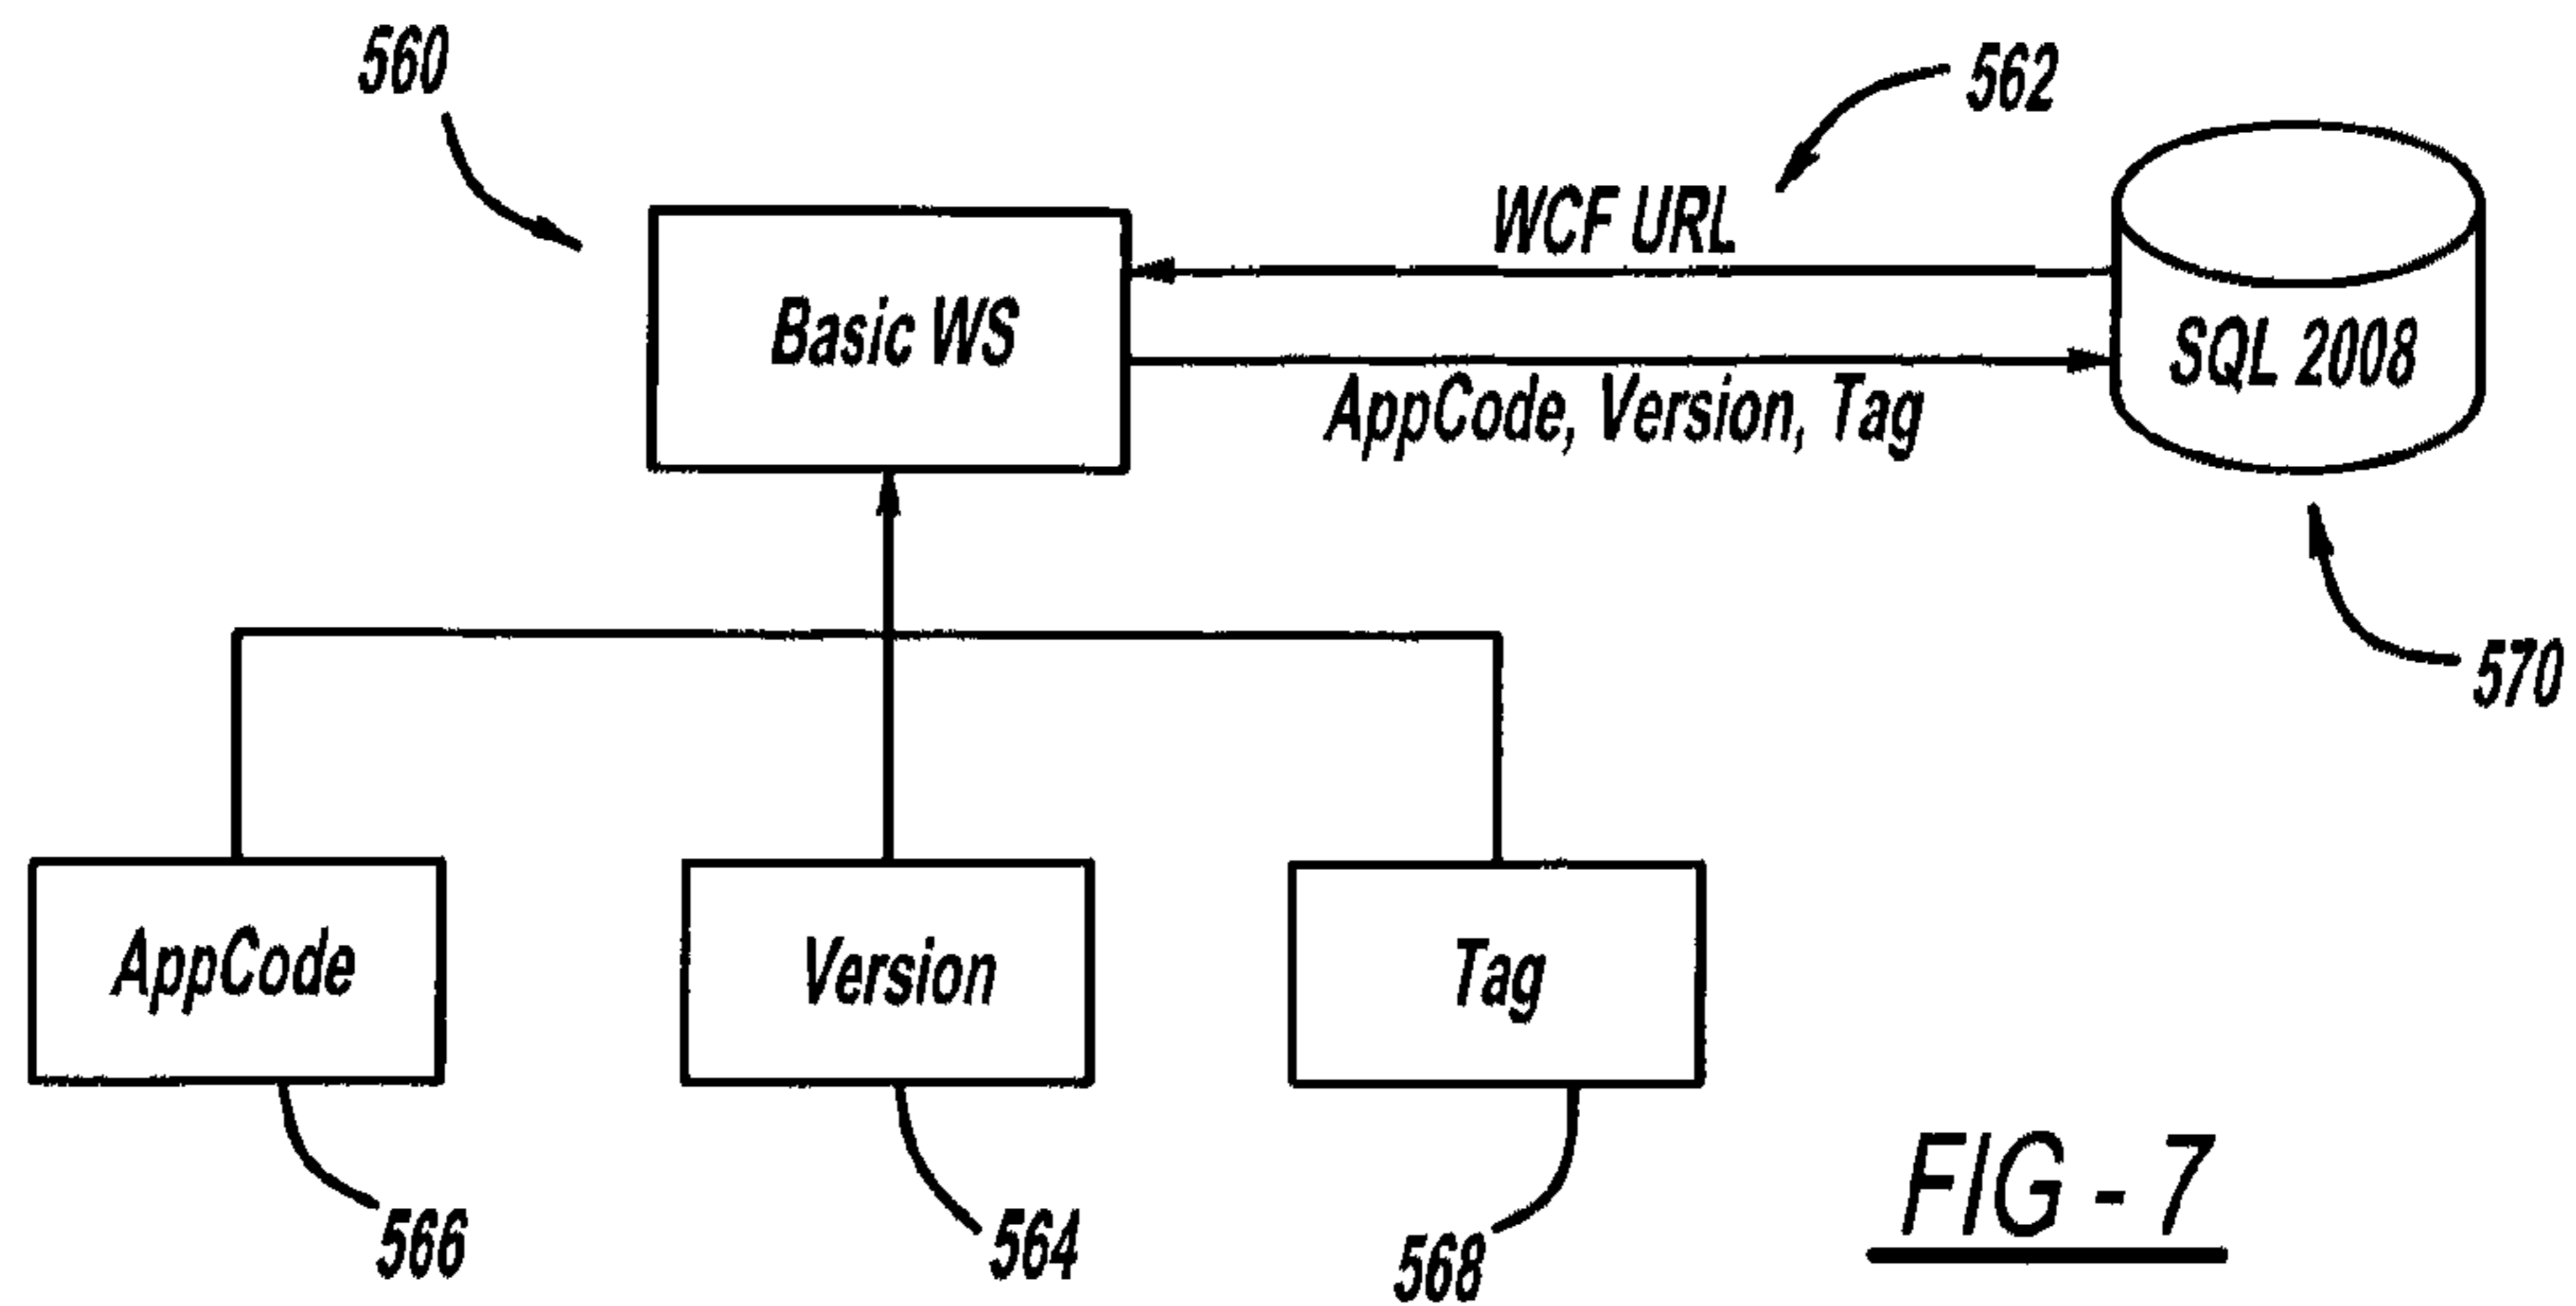 560
562
WCF URL
Basic WS
SQL 2008
AppCode, Version, Tag
570
AppCode
Version
Tag
566
564
568
FIG - 7